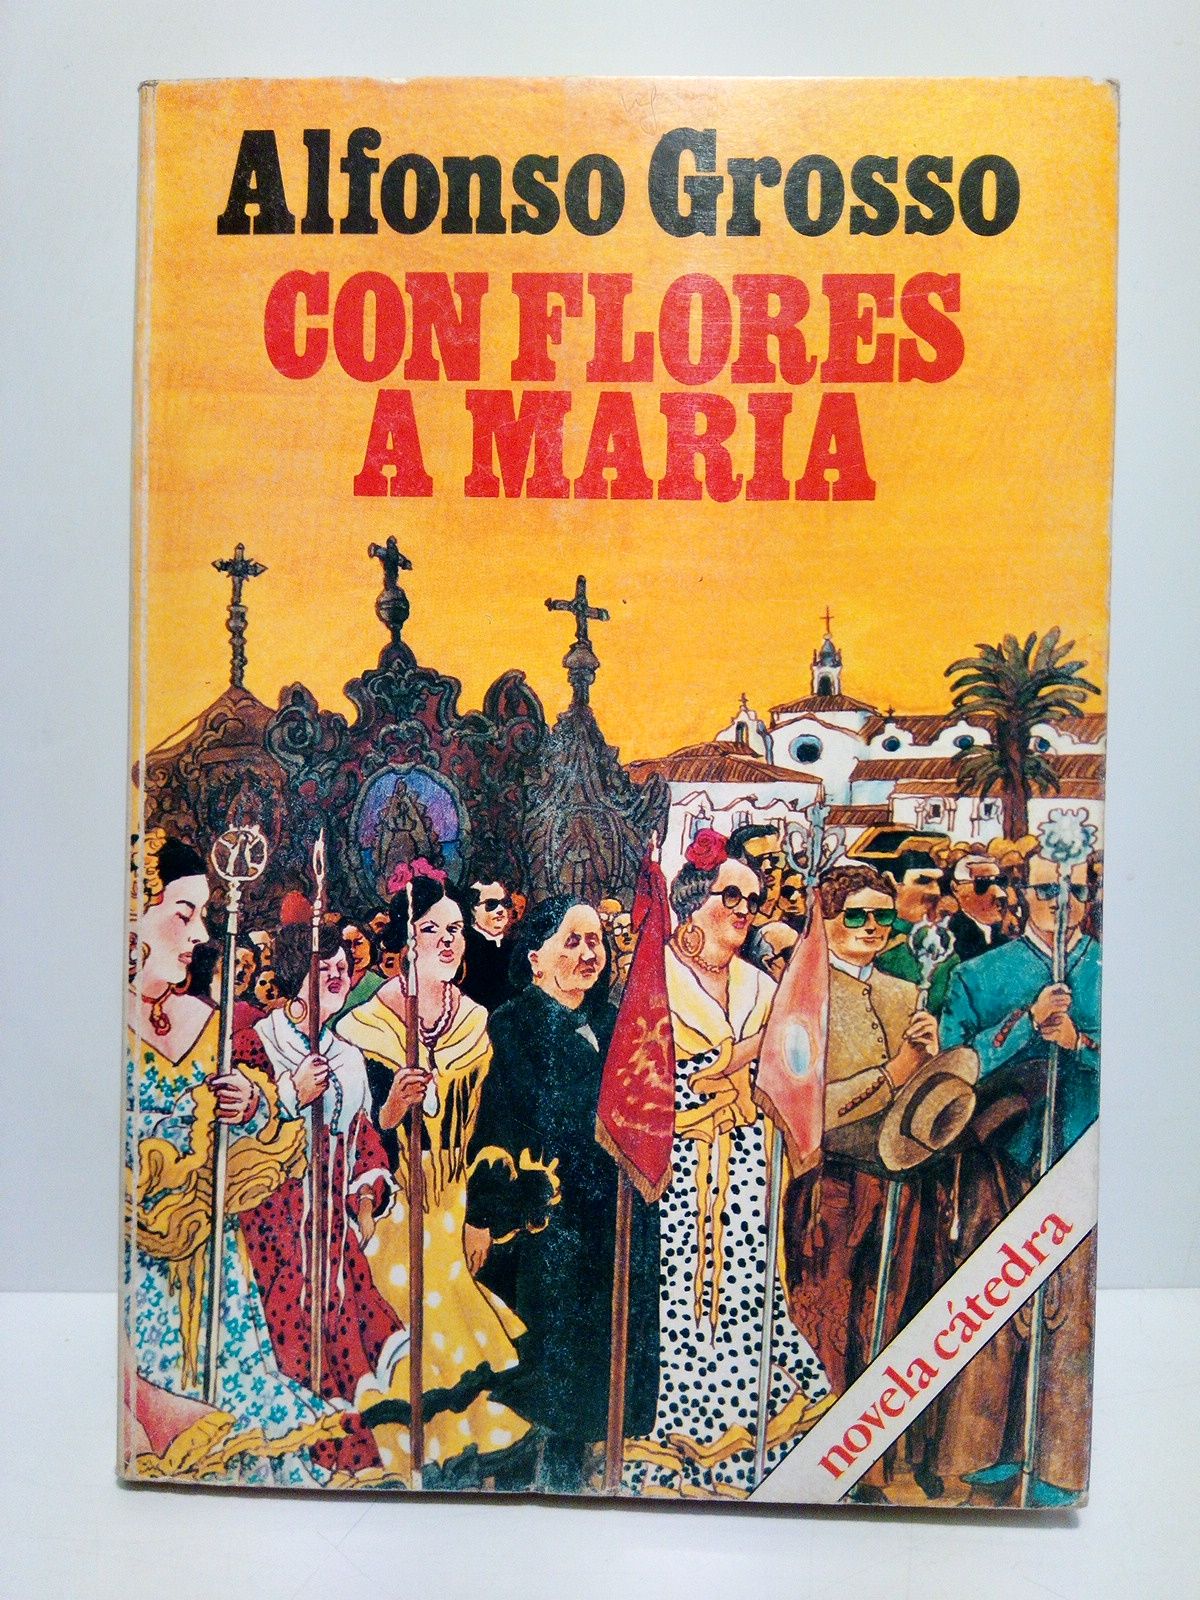 Alfonso Grosso
CON FLORES
A MARIA
novela cátedra